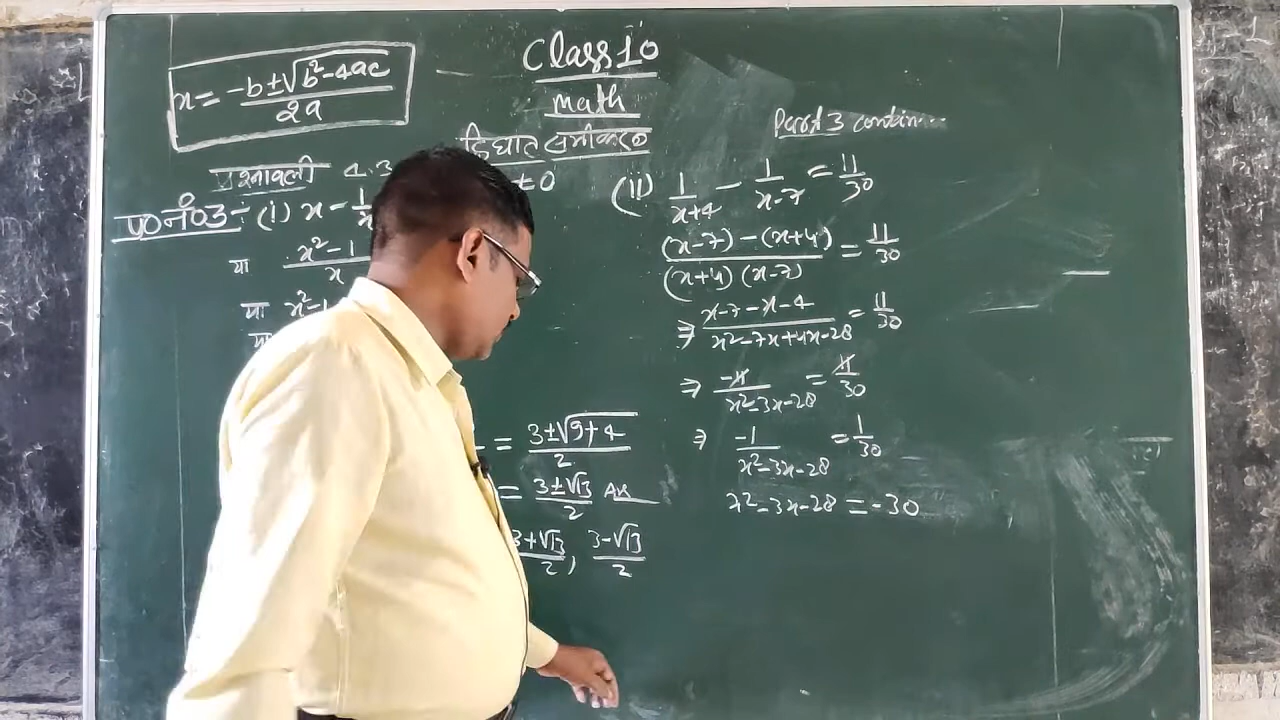 Class 10
x = -b±√b²-4ac / 2a
math
Part 3 contin...
द्विघात समीकरण
प्रश्नावली 4.3
≠0
प्र०नं०3- (i) x - 1/x
या x²-1 / x
या x²-1
या
= 3±√9+4 / 2
= 3±√13 / 2 Ans
3+√13 / 2, 3-√13 / 2
(ii) 1/x+4 - 1/x-7 = 11/30
(x-7) - (x+4) / (x+4) (x-7) = 11/30
⇒ x-7-x-4 / x²-7x+4x-28 = 11/30
⇒ -11 / x²-3x-28 = 11/30
⇒ -1 / x²-3x-28 = 1/30
x²-3x-28 = -30